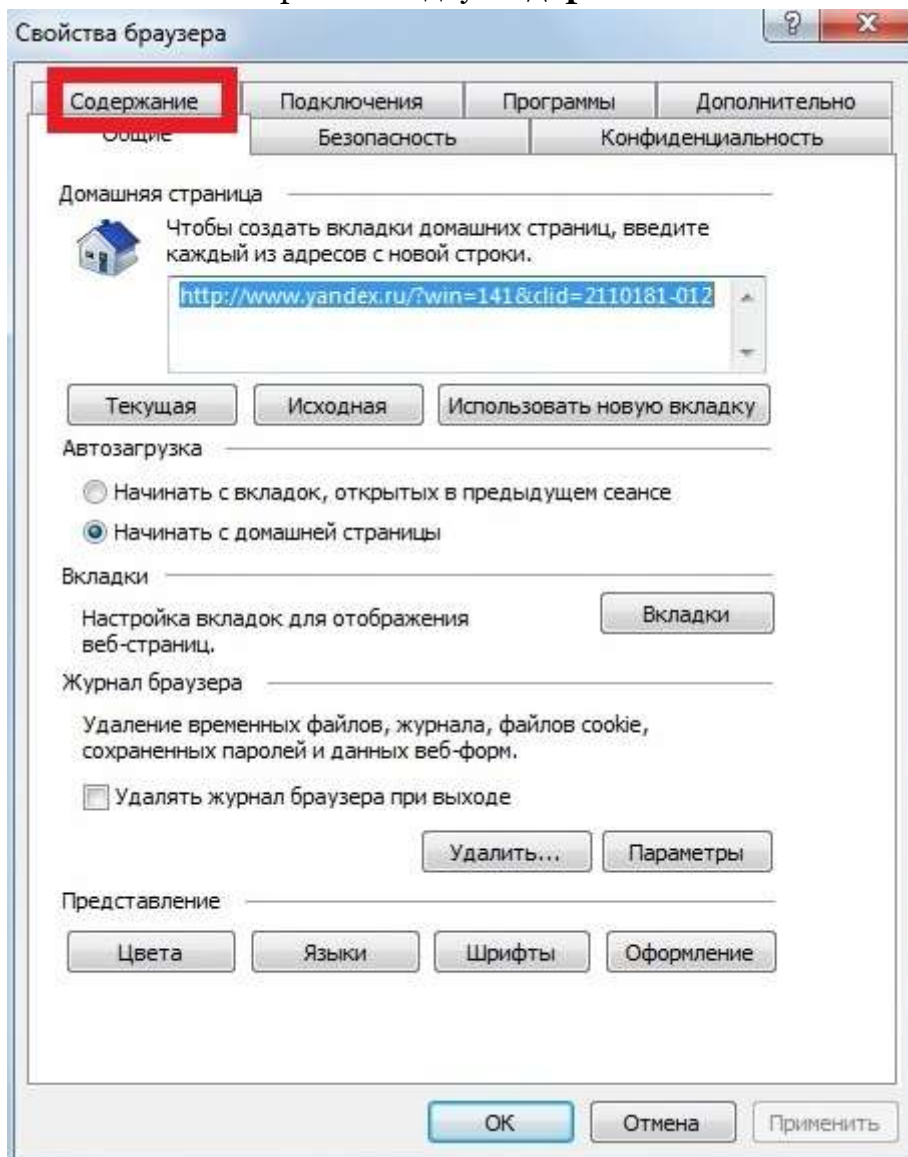 Свойства браузера
Содержание Подключения Программы Дополнительно
Общие Безопасность Конфиденциальность
Домашняя страница
Чтобы создать вкладки домашних страниц, введите
каждый из адресов с новой строки.
http://www.yandex.ru/?win=141&clid=2110181-012
Текущая Исходная Использовать новую вкладку
Автозагрузка
Начинать с вкладок, открытых в предыдущем сеансе
Начинать с домашней страницы
Вкладки
Настройка вкладок для отображения
веб-страниц.
Вкладки
Журнал браузера
Удаление временных файлов, журнала, файлов cookie,
сохраненных паролей и данных веб-форм.
Удалять журнал браузера при выходе
Удалить... Параметры
Представление
Цвета Языки Шрифты Оформление
ОК Отмена Применить